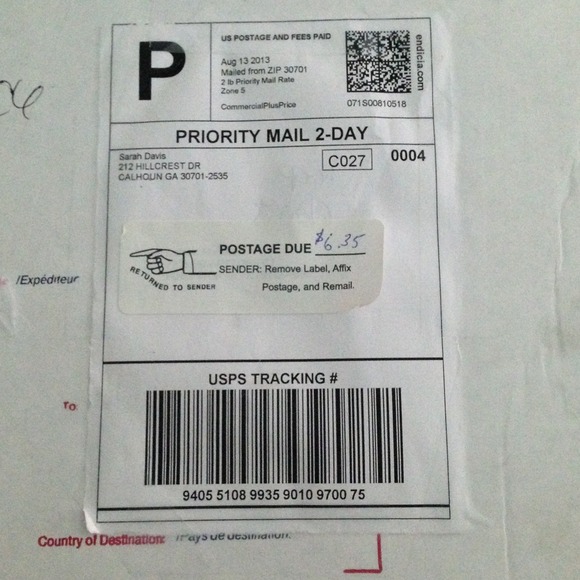 P
US POSTAGE AND FEES PAID
Aug 13 2013
Mailed from ZIP 30701
2 lb Priority Mail Rate
Zone 5
CommercialPlusPrice
071S00810518
endicia.com
PRIORITY MAIL 2-DAY
Sarah Davis
212 HILLCREST DR
CALHOUN GA 30701-2535
C027
0004
POSTAGE DUE $6.35
SENDER: Remove Label, Affix
Postage, and Remail.
RETURNED TO SENDER
/Expéditeur
To:
USPS TRACKING #
9405 5108 9935 9010 9700 75
Country of Destination: /Pays de destination: